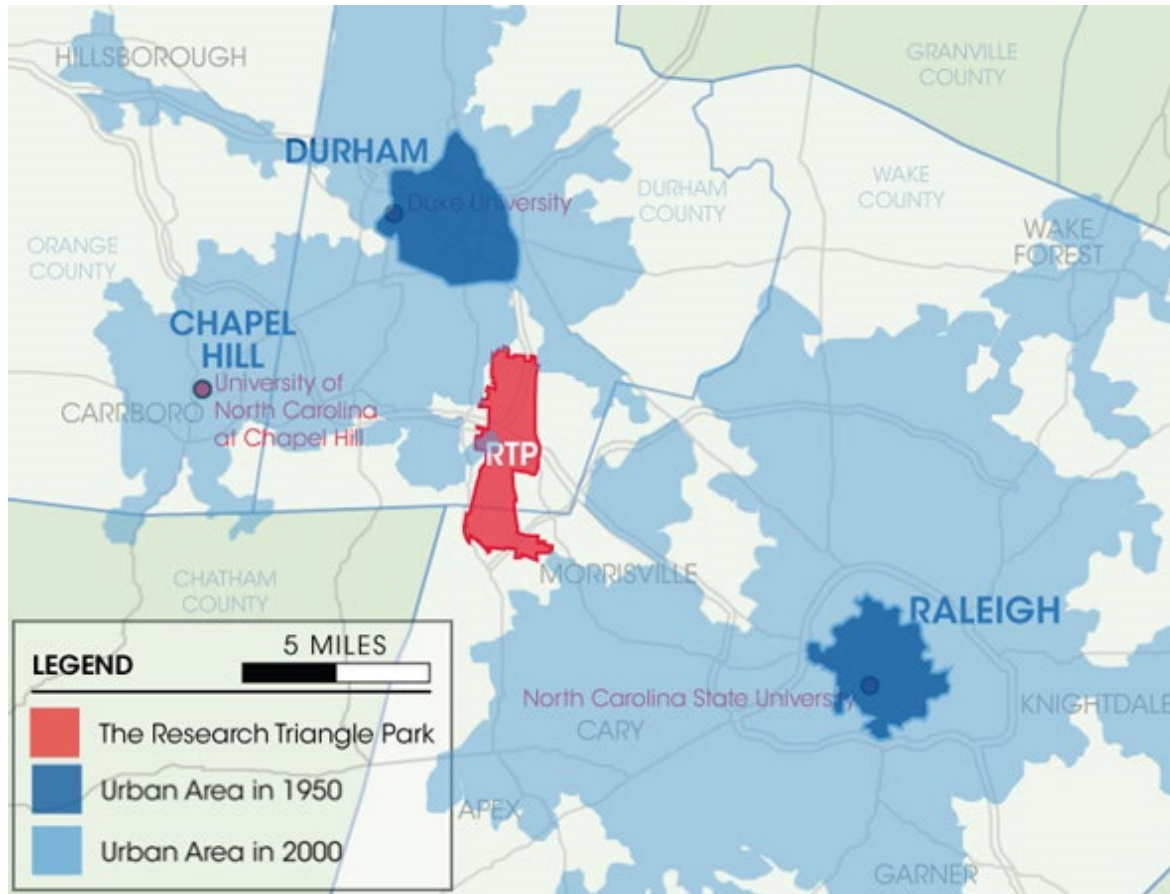 HILLSBOROUGH
GRANVILLE
COUNTY
DURHAM
Duke University
DURHAM
COUNTY
WAKE
COUNTY
WAKE
FOREST
ORANGE
COUNTY
CHAPEL
HILL
University of
North Carolina
at Chapel Hill
CARRBORO
RTP
CHATHAM
COUNTY
MORRISVILLE
RALEIGH
North Carolina State University
CARY
KNIGHTDALE
APEX
GARNER
LEGEND
5 MILES
The Research Triangle Park
Urban Area in 1950
Urban Area in 2000